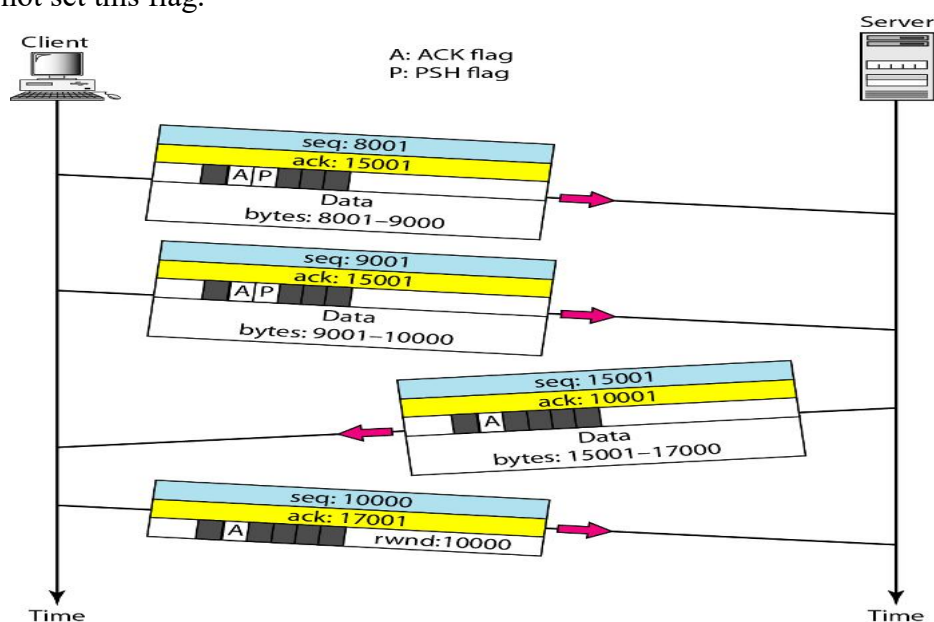 not set this flag.
Client
Server
A: ACK flag
P: PSH flag
seq: 8001
ack: 15001
A P
Data
bytes: 8001–9000
seq: 9001
ack: 15001
A P
Data
bytes: 9001–10000
seq: 15001
ack: 10001
A
Data
bytes: 15001–17000
seq: 10000
ack: 17001
A
rwnd:10000
Time
Time